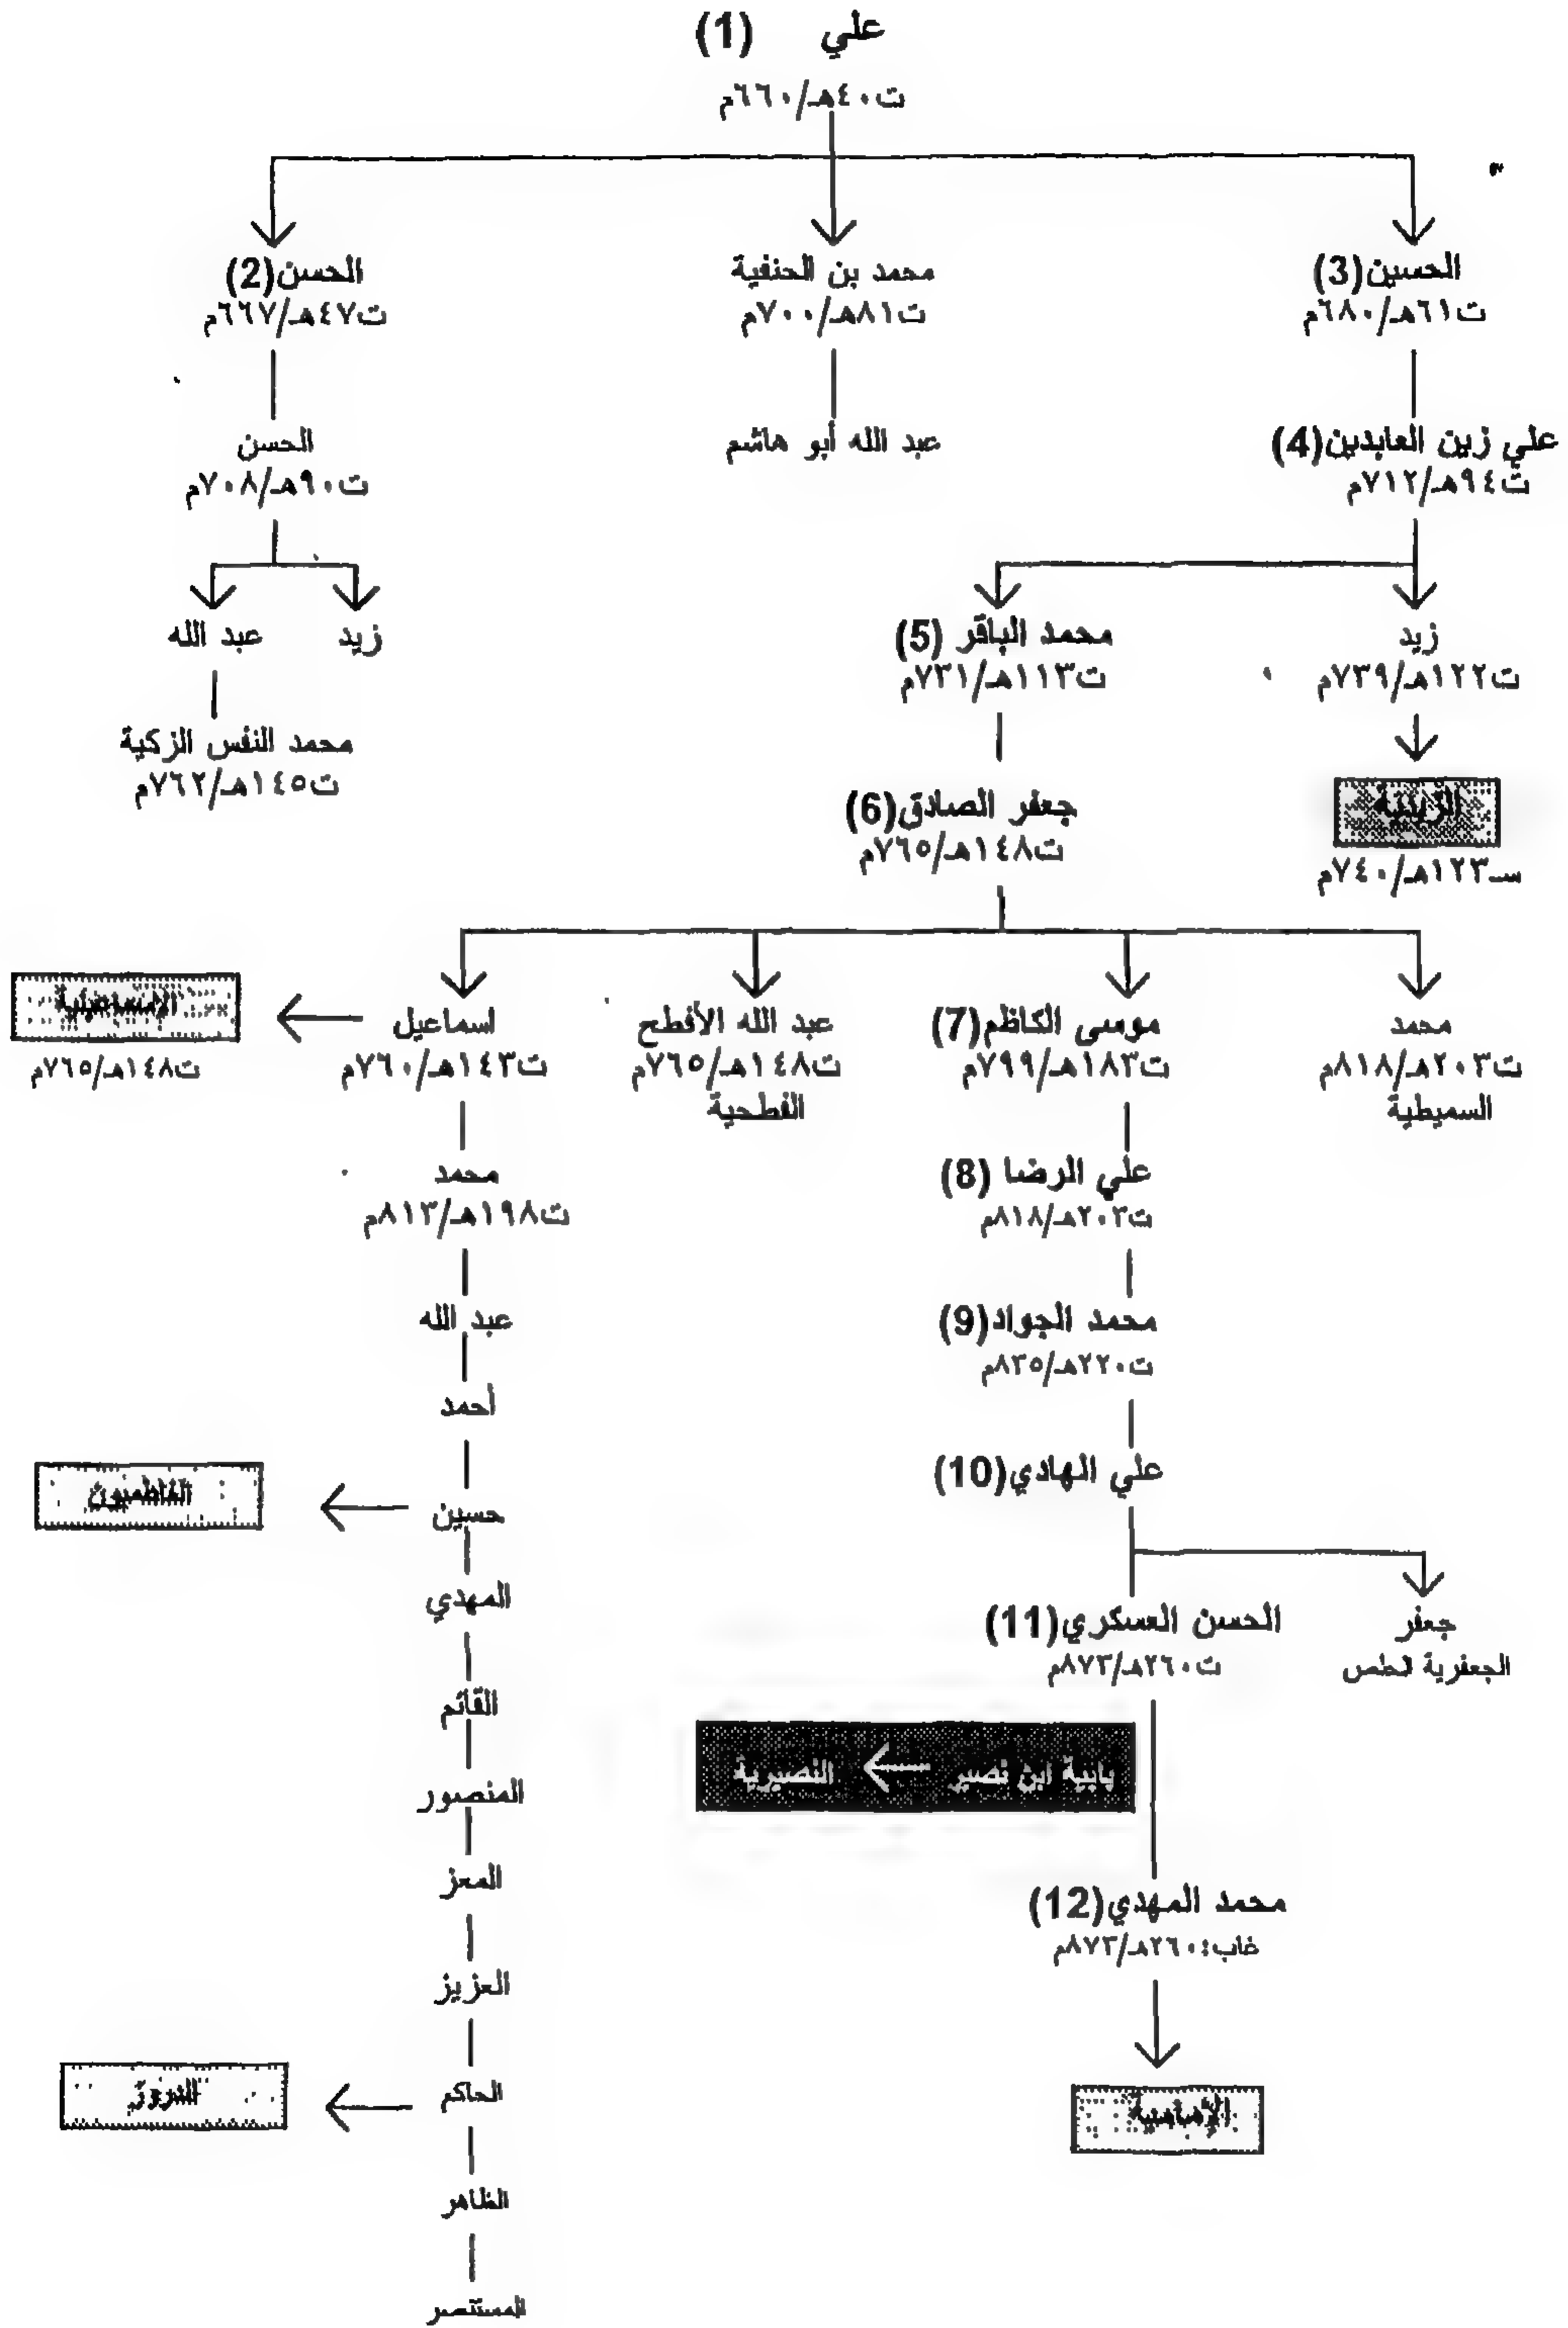 علي (1)
ت٤٠هـ/٦٦٠م
الحسين(3)
ت٦١هـ/٦٨٠م
محمد بن الحنفية
ت٨١هـ/٧٠٠م
الحسن(2)
ت٤٧هـ/٦٦٧م
علي زين العابدين(4)
ت٩٤هـ/٧١٢م
عبد الله أبو هاشم
الحسن
ت٩٠هـ/٧٠٨م
زيد
ت١٢٢هـ/٧٣٩م
محمد الباقر (5)
ت١١٣هـ/٧٣١م
زيد
عبد الله
محمد النفس الزكية
ت١٤٥هـ/٧٦٢م
الزيدية
سـ١٢٣هـ/٧٤٠م
جعفر الصادق(6)
ت١٤٨هـ/٧٦٥م
محمد
ت٢٠٣هـ/٨١٨م
السميطية
موسى الكاظم(7)
ت١٨٣هـ/٧٩٩م
عبد الله الأفطح
ت١٤٨هـ/٧٦٥م
الفطحية
اسماعيل
ت١٤٣هـ/٧٦٠م
الإسماعيلية
ت١٤٨هـ/٧٦٥م
علي الرضا (8)
ت٢٠٣هـ/٨١٨م
محمد
ت١٩٨هـ/٨١٣م
محمد الجواد(9)
ت٢٢٠هـ/٨٣٥م
عبد الله
أحمد
علي الهادي(10)
حسين
الفاطميون
المهدي
جعفر
الجعفرية الخلص
الحسن العسكري(11)
ت٢٦٠هـ/٨٧٣م
القائم
بابية ابن نصير
النصيرية
المنصور
المعز
محمد المهدي(12)
غاب:٢٦٠هـ/٨٧٣م
العزيز
الحاكم
الدروز
الإمامية
الظاهر
المستنصر